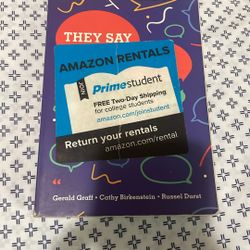 THEY SAY
AMAZON RENTALS
JOIN
Primestudent
FREE Two-Day Shipping
for college students
amazon.com/joinstudent
Return your rentals
amazon.com/rental
Gerald Graff • Cathy Birkenstein • Russel Durst